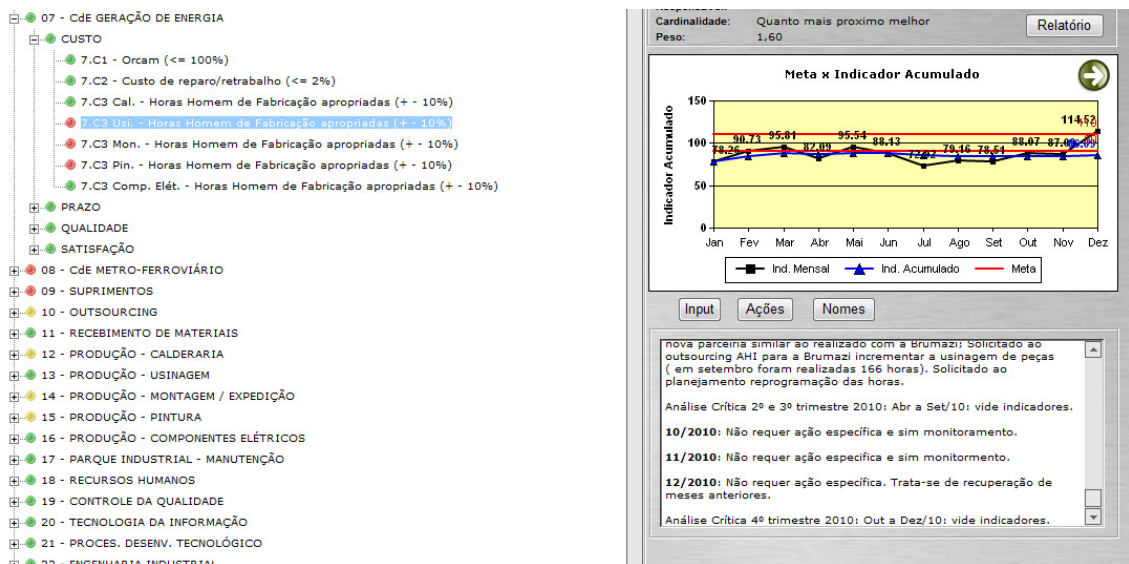 07 - CdE GERAÇÃO DE ENERGIA
CUSTO
7.C1 - Orcam (<= 100%)
7.C2 - Custo de reparo/retrabalho (<= 2%)
7.C3 Cal. - Horas Homem de Fabricação apropriadas (+ - 10%)
7.C3 Usi. - Horas Homem de Fabricação apropriadas (+ - 10%)
7.C3 Mon. - Horas Homem de Fabricação apropriadas (+ - 10%)
7.C3 Pin. - Horas Homem de Fabricação apropriadas (+ - 10%)
7.C3 Comp. Elét. - Horas Homem de Fabricação apropriadas (+ - 10%)
PRAZO
QUALIDADE
SATISFAÇÃO
08 - CdE METRO-FERROVIÁRIO
09 - SUPRIMENTOS
10 - OUTSOURCING
11 - RECEBIMENTO DE MATERIAIS
12 - PRODUÇÃO - CALDERARIA
13 - PRODUÇÃO - USINAGEM
14 - PRODUÇÃO - MONTAGEM / EXPEDIÇÃO
15 - PRODUÇÃO - PINTURA
16 - PRODUÇÃO - COMPONENTES ELÉTRICOS
17 - PARQUE INDUSTRIAL - MANUTENÇÃO
18 - RECURSOS HUMANOS
19 - CONTROLE DA QUALIDADE
20 - TECNOLOGIA DA INFORMAÇÃO
21 - PROCES. DESENV. TECNOLÓGICO
22 - ENGENHARIA INDUSTRIAL
Cardinalidade: Quanto mais proximo melhor
Peso: 1,60
Relatório
Meta x Indicador Acumulado
Indicador Acumulado
150
100
50
0
78.26 90.73 95.81 82.09 95.54 88.13 79.16 78.51 88.07 114.52
Jan Fev Mar Abr Mai Jun Jul Ago Set Out Nov Dez
Ind. Mensal Ind. Acumulado Meta
Input Ações Nomes
nova parceiria similar ao realizado com a Brumazi; Solicitado ao
outsourcing AHI para a Brumazi incrementar a usinagem de peças
( em setembro foram realizadas 166 horas). Solicitado ao
planejamento reprogramação das horas.
Análise Crítica 2º e 3º trimestre 2010: Abr a Set/10: vide indicadores.
10/2010: Não requer ação específica e sim monitoramento.
11/2010: Não requer ação especifica e sim monitormento.
12/2010: Não requer ação específica. Trata-se de recuperação de
meses anteriores.
Análise Crítica 4º trimestre 2010: Out a Dez/10: vide indicadores.